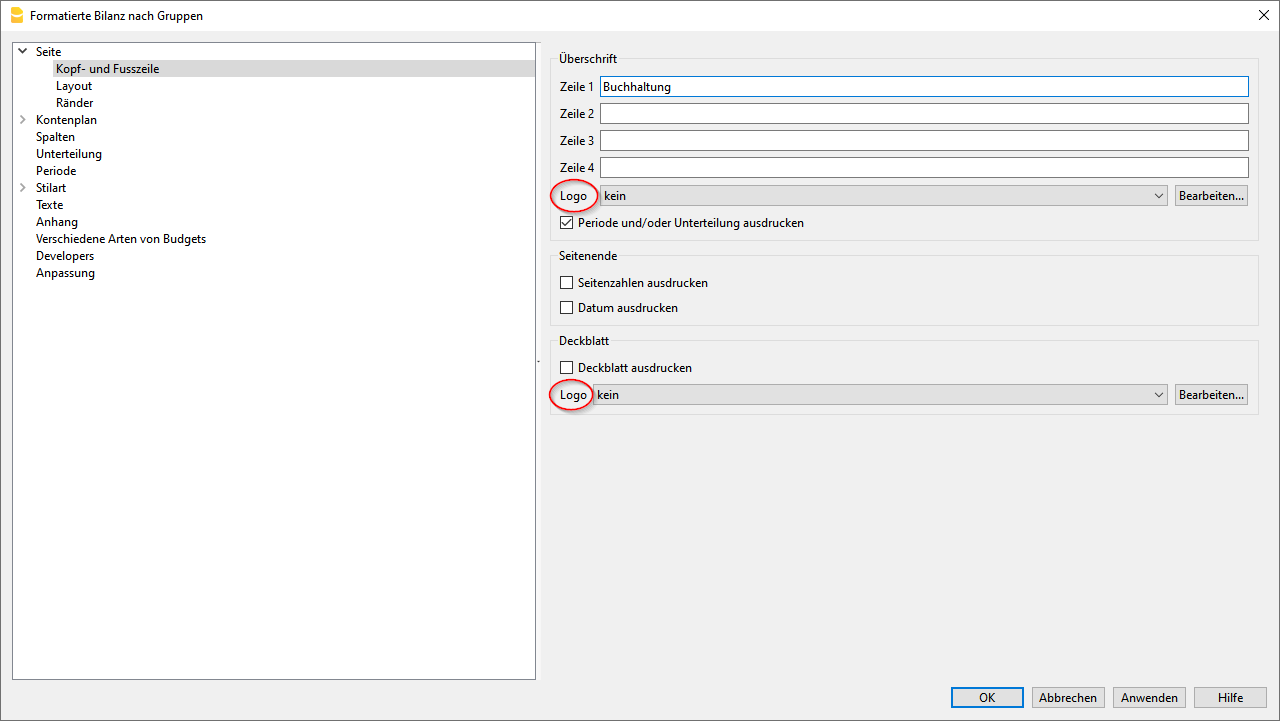 Formatierte Bilanz nach Gruppen
Seite
Kopf- und Fusszeile
Layout
Ränder
Kontenplan
Spalten
Unterteilung
Periode
Stilart
Texte
Anhang
Verschiedene Arten von Budgets
Developers
Anpassung
Überschrift
Zeile 1 Buchhaltung
Zeile 2
Zeile 3
Zeile 4
Logo kein Bearbeiten...
Periode und/oder Unterteilung ausdrucken
Seitenende
Seitenzahlen ausdrucken
Datum ausdrucken
Deckblatt
Deckblatt ausdrucken
Logo kein Bearbeiten...
OK Abbrechen Anwenden Hilfe